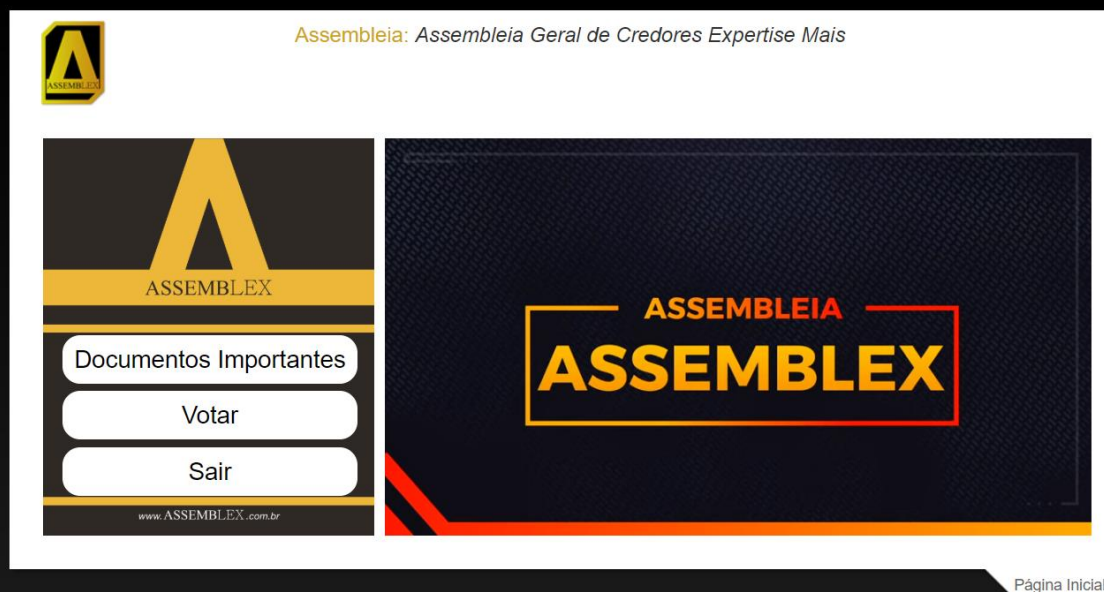 Assembleia: Assembleia Geral de Credores Expertise Mais
ASSEMBLEX
ASSEMBLEX
Documentos Importantes
Votar
Sair
www.ASSEMBLEX.com.br
ASSEMBLEIA
ASSEMBLEX
Página Inicial